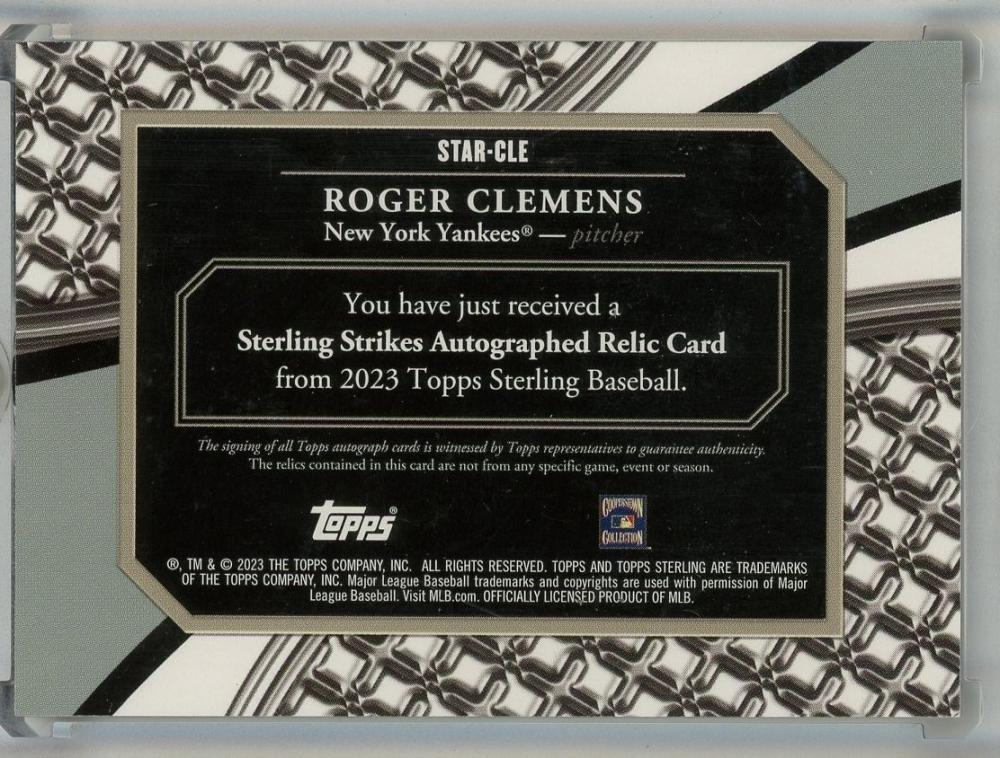 STAR-CLE
ROGER CLEMENS
New York Yankees® — pitcher
You have just received a
Sterling Strikes Autographed Relic Card
from 2023 Topps Sterling Baseball.
The signing of all Topps autograph cards is witnessed by Topps representatives to guarantee authenticity.
The relics contained in this card are not from any specific game, event or season.
Topps®
COOPERSTOWN
COLLECTION
®, TM & © 2023 THE TOPPS COMPANY, INC. ALL RIGHTS RESERVED. TOPPS AND TOPPS STERLING ARE TRADEMARKS
OF THE TOPPS COMPANY, INC. Major League Baseball trademarks and copyrights are used with permission of Major
League Baseball. Visit MLB.com. OFFICIALLY LICENSED PRODUCT OF MLB.